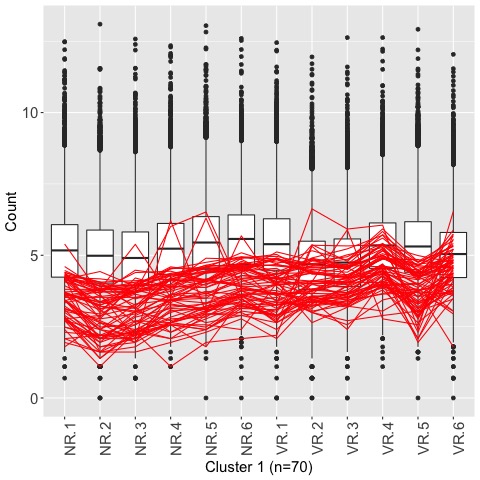 Count
10
5
0
NR.1
NR.2
NR.3
NR.4
NR.5
NR.6
VR.1
VR.2
VR.3
VR.4
VR.5
VR.6
Cluster 1 (n=70)